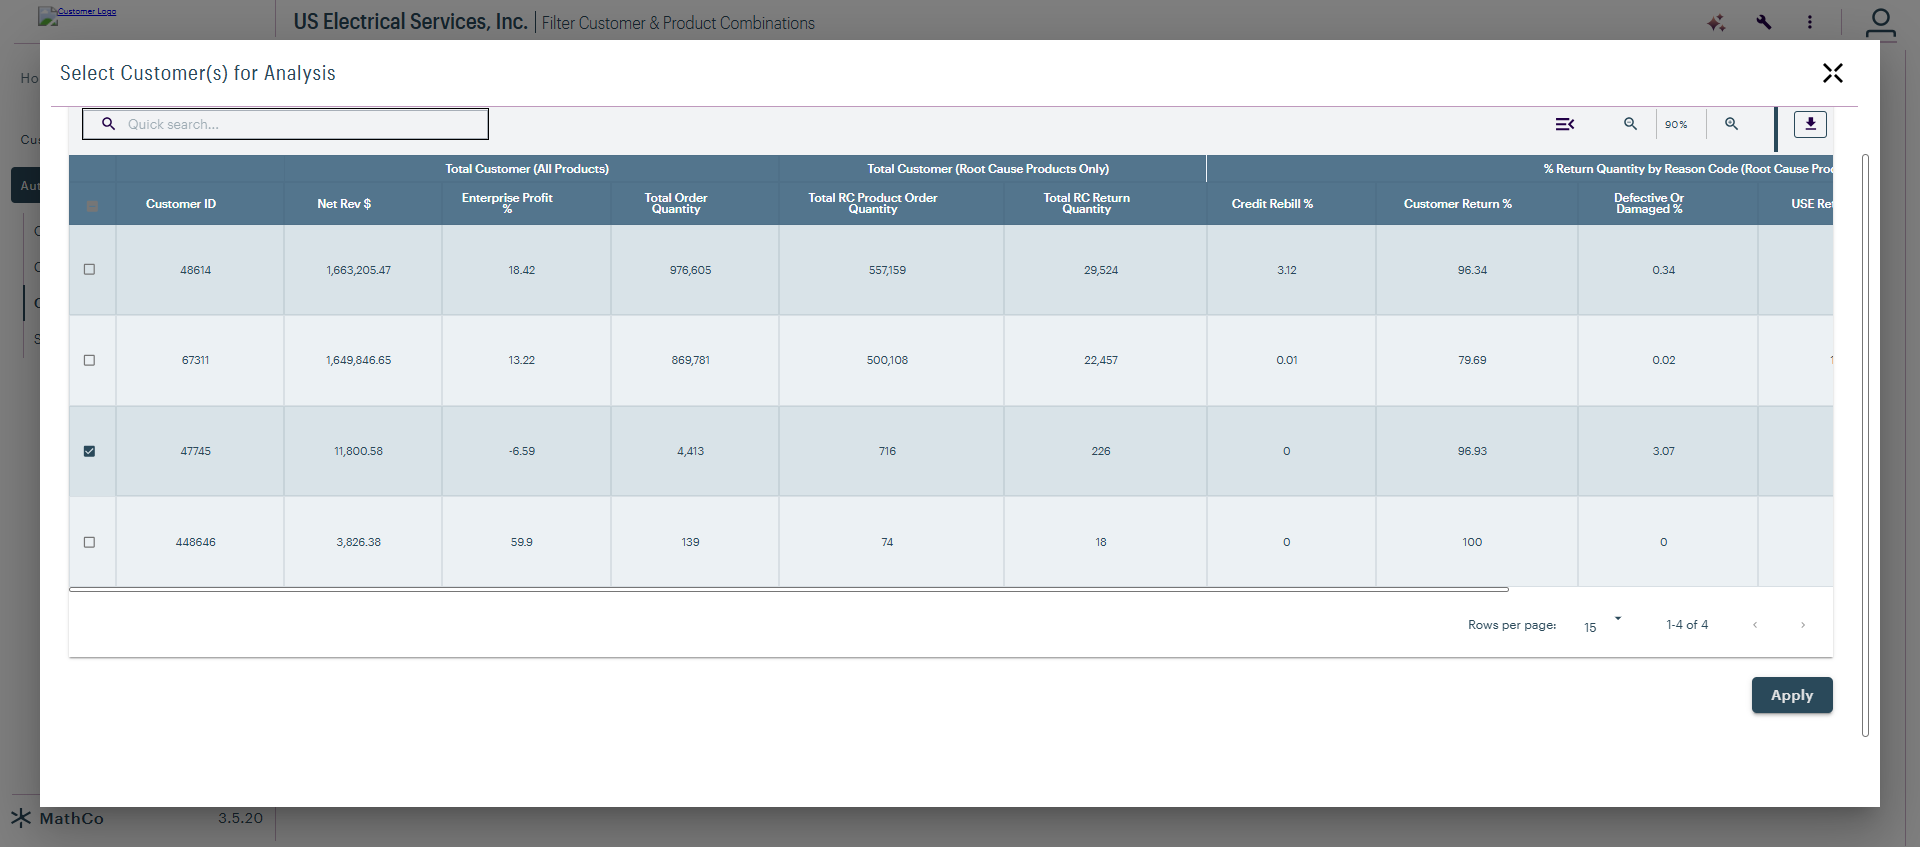 Customer Logo
US Electrical Services, Inc. Filter Customer & Product Combinations
Select Customer(s) for Analysis
Quick search...
90%
Total Customer (All Products) Total Customer (Root Cause Products Only) % Return Quantity by Reason Code (Root Cause Pro
Customer ID Net Rev $ Enterprise Profit % Total Order Quantity Total RC Product Order Quantity Total RC Return Quantity Credit Rebill % Customer Return % Defective Or Damaged % USE Ret
48614 1,663,205.47 18.42 976,605 557,159 29,524 3.12 96.34 0.34
67311 1,649,846.65 13.22 869,781 500,108 22,457 0.01 79.69 0.02 1
47745 11,800.58 -6.59 4,413 716 226 0 96.93 3.07
448646 3,826.38 59.9 139 74 18 0 100 0
Rows per page: 15 1-4 of 4
Apply
Ho
Cus
Aut
MathCo 3.5.20